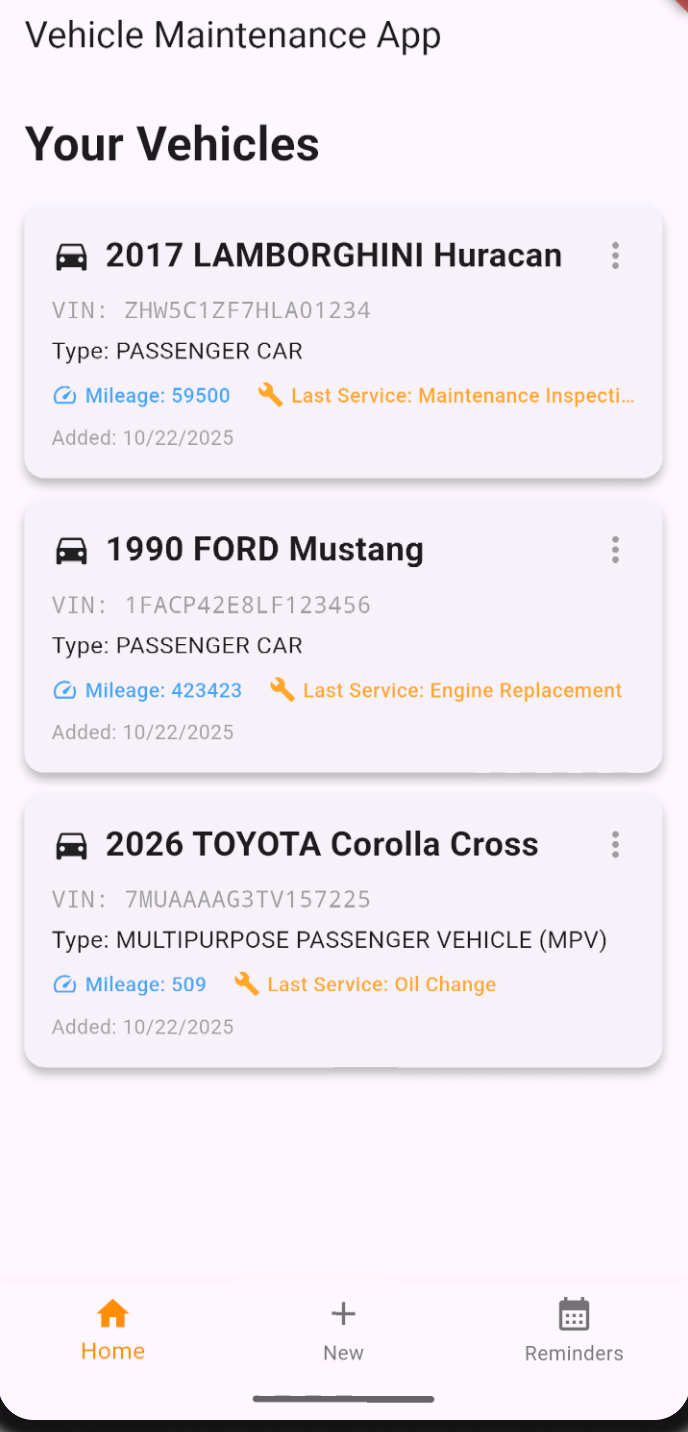 Vehicle Maintenance App
Your Vehicles
2017 LAMBORGHINI Huracan
VIN: ZHW5C1ZF7HLA01234
Type: PASSENGER CAR
Mileage: 59500 Last Service: Maintenance Inspecti...
Added: 10/22/2025
1990 FORD Mustang
VIN: 1FACP42E8LF123456
Type: PASSENGER CAR
Mileage: 423423 Last Service: Engine Replacement
Added: 10/22/2025
2026 TOYOTA Corolla Cross
VIN: 7MUAAAAG3TV157225
Type: MULTIPURPOSE PASSENGER VEHICLE (MPV)
Mileage: 509 Last Service: Oil Change
Added: 10/22/2025
Home New Reminders